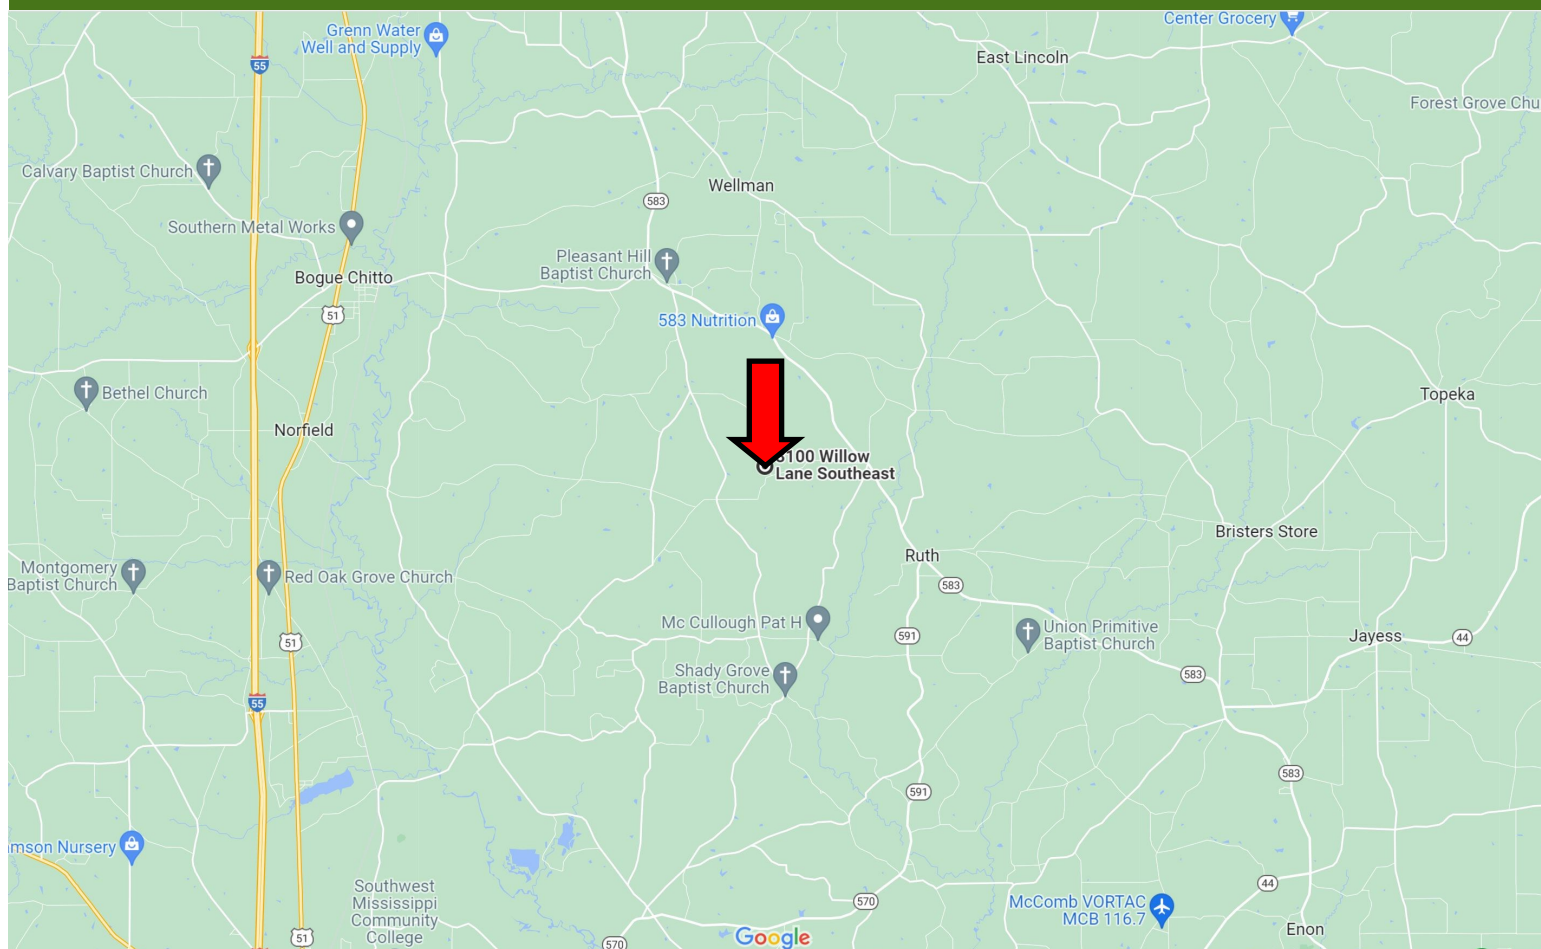 Grenn Water
Well and Supply
Center Grocery
55
East Lincoln
Forest Grove Chu
Calvary Baptist Church
Wellman
583
Southern Metal Works
Pleasant Hill
Baptist Church
Bogue Chitto
51
583 Nutrition
Bethel Church
Topeka
Norfield
100 Willow
Lane Southeast
Bristers Store
Ruth
Montgomery
Baptist Church
Red Oak Grove Church
583
Mc Cullough Pat H
591
Union Primitive
Baptist Church
Jayess
44
51
Shady Grove
Baptist Church
583
55
583
591
mson Nursery
Southwest
Mississippi
Community
College
44
570
McComb VORTAC
MCB 116.7
Enon
51
570
Google